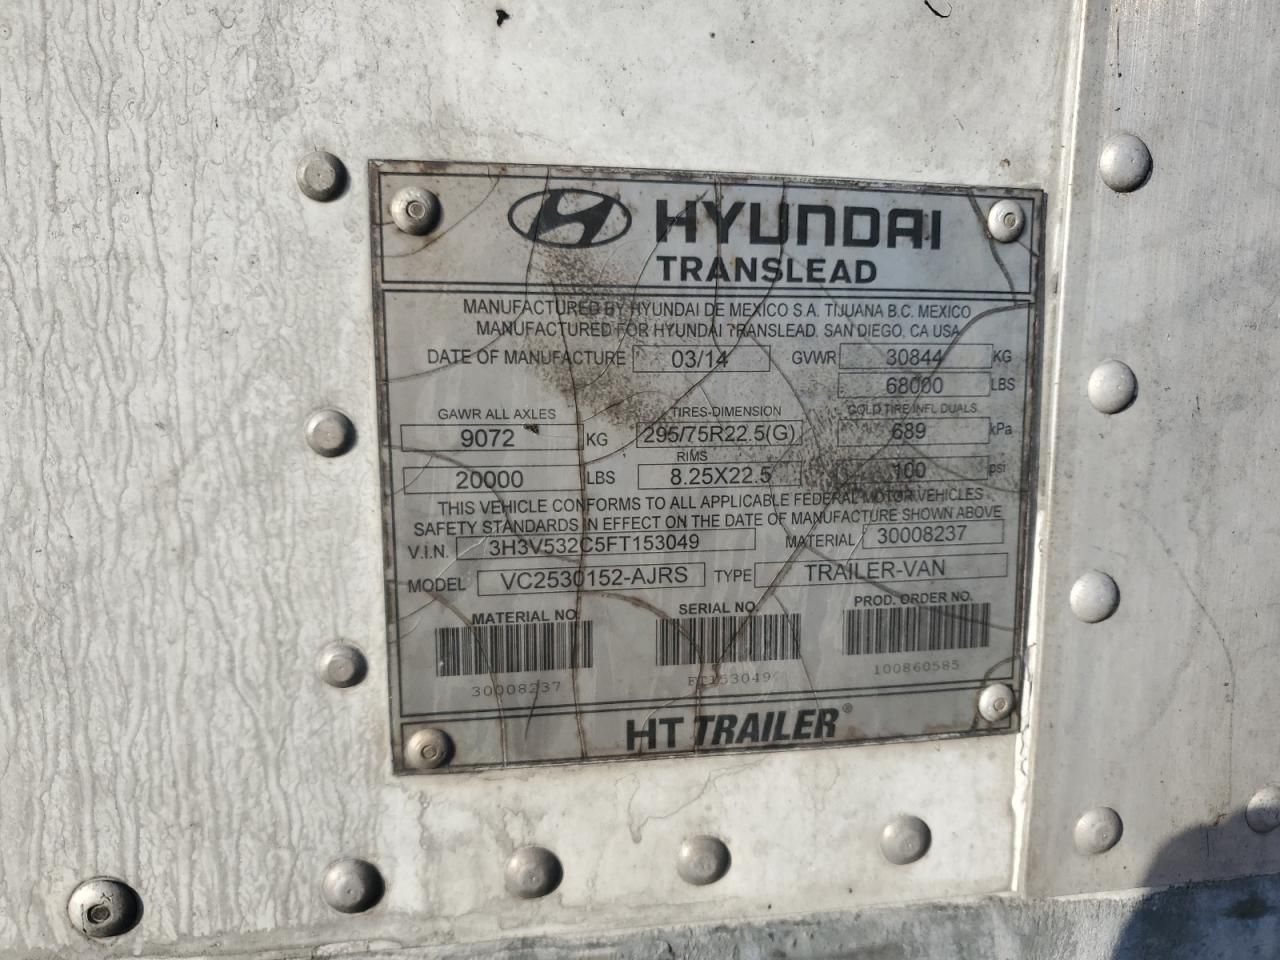 HYUNDAI
TRANSLEAD
MANUFACTURED BY HYUNDAI DE MEXICO S.A. TIJUANA B.C. MEXICO
MANUFACTURED FOR HYUNDAI TRANSLEAD. SAN DIEGO, CA USA
DATE OF MANUFACTURE 03/14 GVWR 30844 KG
68000 LBS
GAWR ALL AXLES TIRES-DIMENSION COLD TIRE INFL DUALS
9072 KG 295/75R22.5(G) 689 kPa
RIMS
20000 LBS 8.25X22.5 100 psi
THIS VEHICLE CONFORMS TO ALL APPLICABLE FEDERAL MOTOR VEHICLES
SAFETY STANDARDS IN EFFECT ON THE DATE OF MANUFACTURE SHOWN ABOVE
V.I.N. 3H3V532C5FT153049 MATERIAL 30008237
MODEL VC2530152-AJRS TYPE TRAILER-VAN
MATERIAL NO. SERIAL NO. PROD. ORDER NO.
30008237 FT153049 100860585
HT TRAILER®